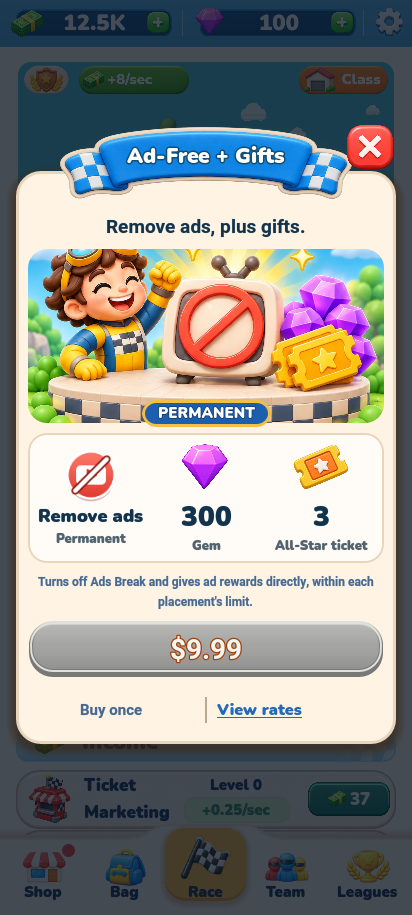 12.5K
100
+8/sec
Class
Ad-Free + Gifts
Remove ads, plus gifts.
PERMANENT
Remove ads
Permanent
300
Gem
3
All-Star ticket
Turns off Ads Break and gives ad rewards directly, within each
placement's limit.
$9.99
Buy once
View rates
Income
Ticket
Marketing
Level 0
+0.25/sec
37
Shop
Bag
Race
Team
Leagues